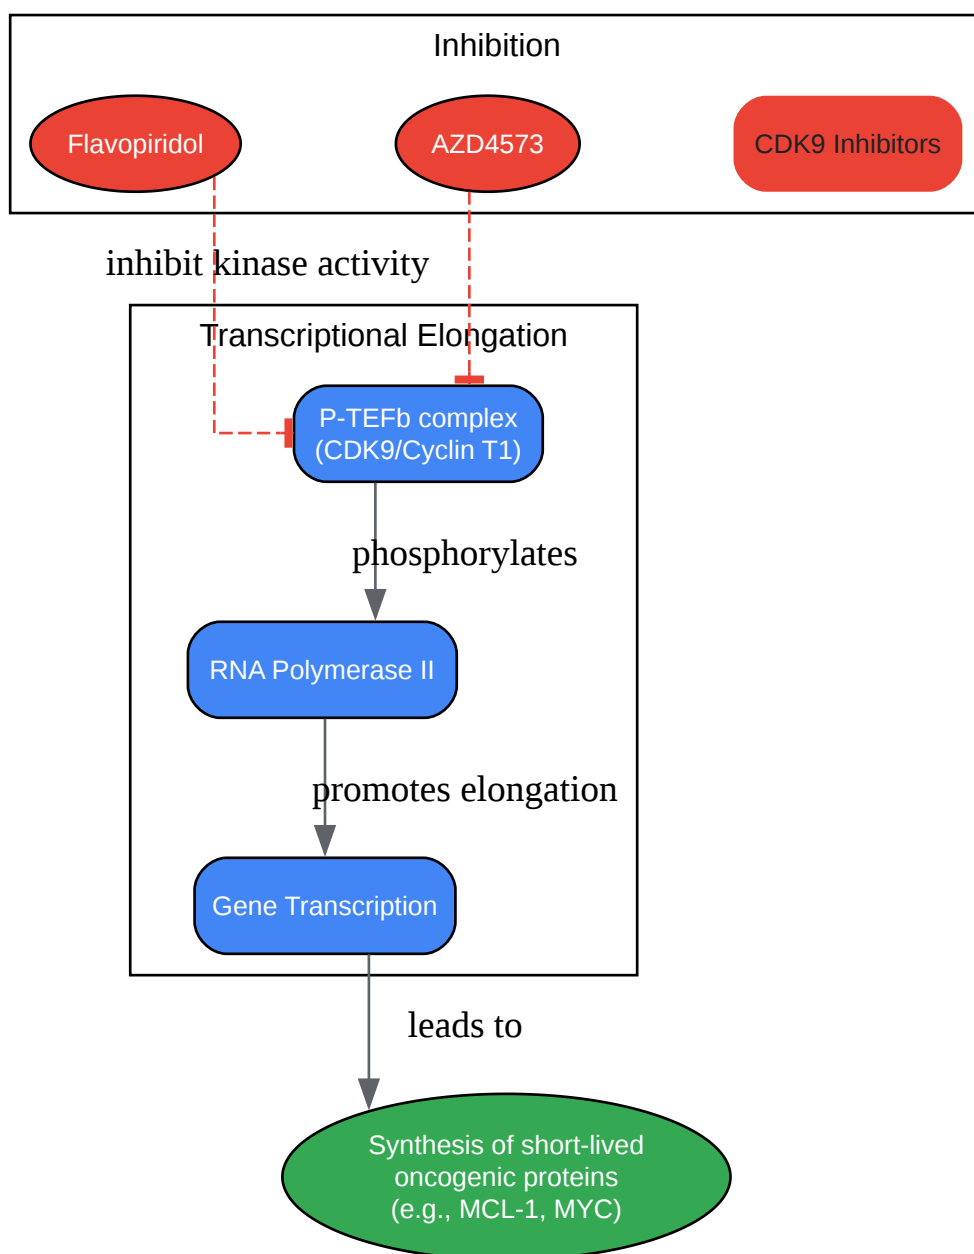 Inhibition
Flavopiridol
AZD4573
CDK9 Inhibitors
inhibit kinase activity
Transcriptional Elongation
P-TEFb complex
(CDK9/Cyclin T1)
phosphorylates
RNA Polymerase II
promotes elongation
Gene Transcription
leads to
Synthesis of short-lived
oncogenic proteins
(e.g., MCL-1, MYC)